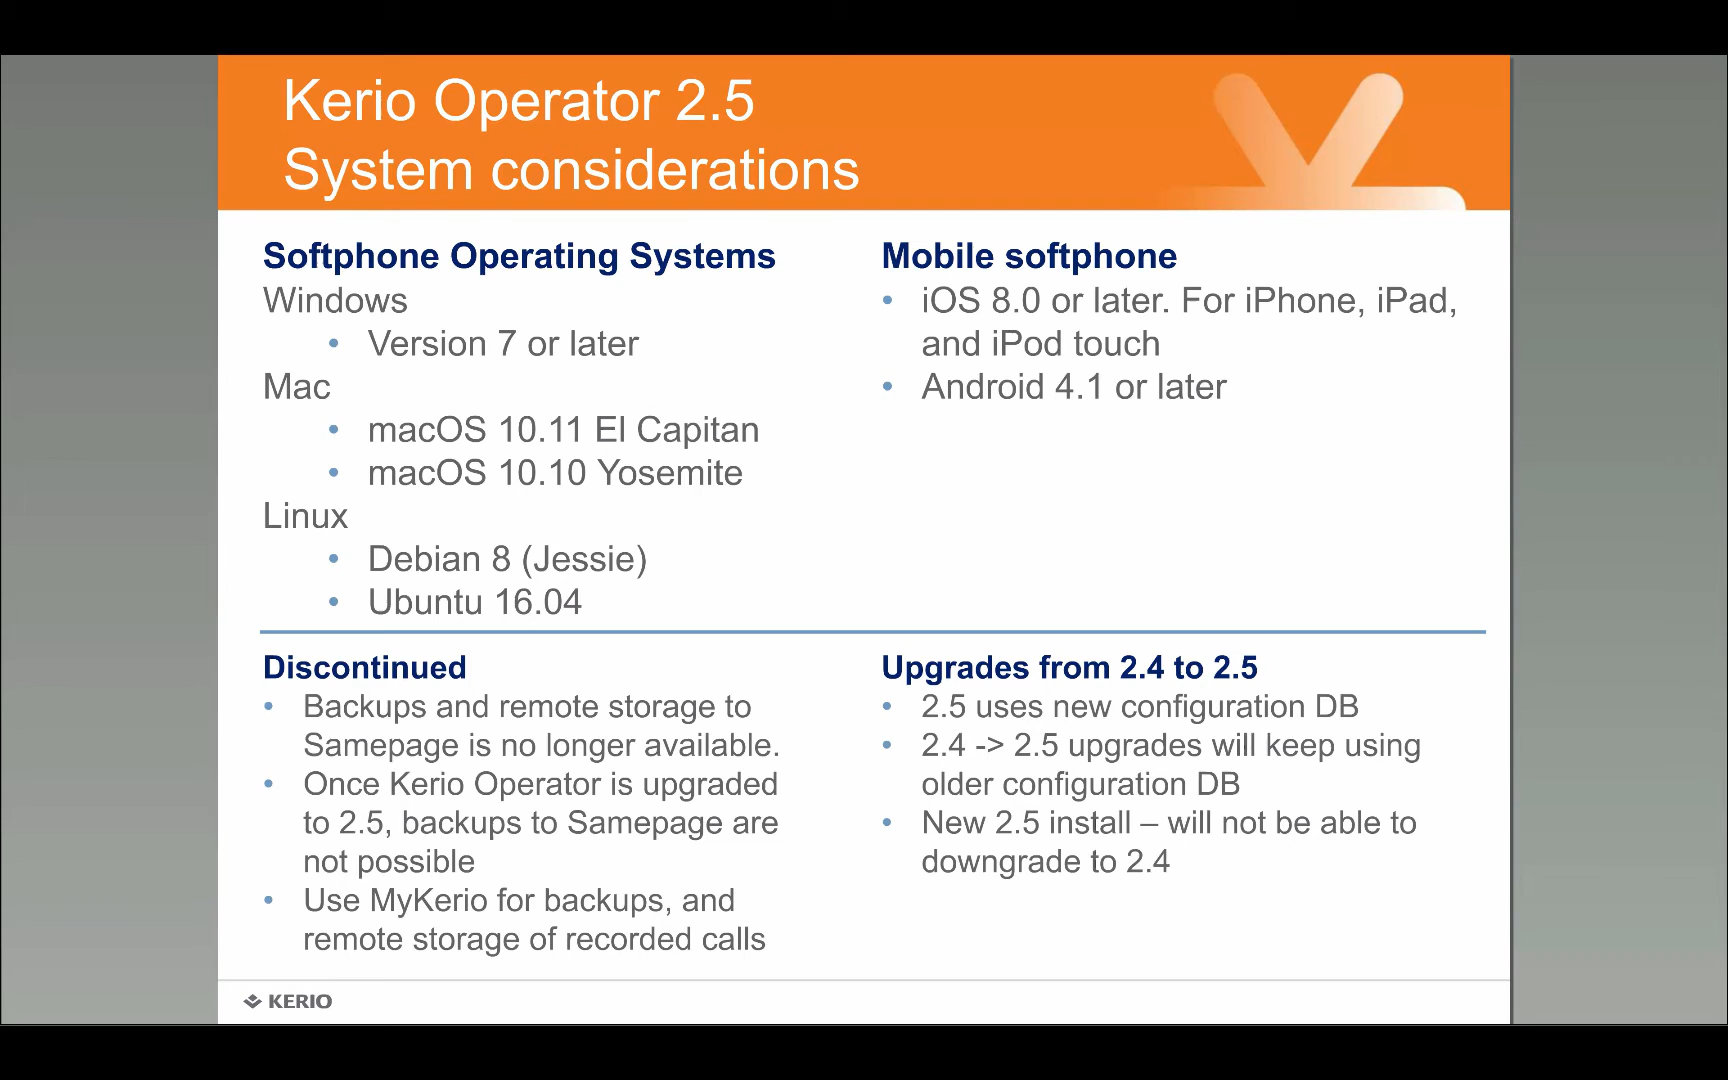 Kerio Operator 2.5
System considerations
Softphone Operating Systems
Windows
• Version 7 or later
Mac
• macOS 10.11 El Capitan
• macOS 10.10 Yosemite
Linux
• Debian 8 (Jessie)
• Ubuntu 16.04
Mobile softphone
• iOS 8.0 or later. For iPhone, iPad,
and iPod touch
• Android 4.1 or later
Discontinued
• Backups and remote storage to
Samepage is no longer available.
• Once Kerio Operator is upgraded
to 2.5, backups to Samepage are
not possible
• Use MyKerio for backups, and
remote storage of recorded calls
Upgrades from 2.4 to 2.5
• 2.5 uses new configuration DB
• 2.4 -> 2.5 upgrades will keep using
older configuration DB
• New 2.5 install – will not be able to
downgrade to 2.4
KERIO